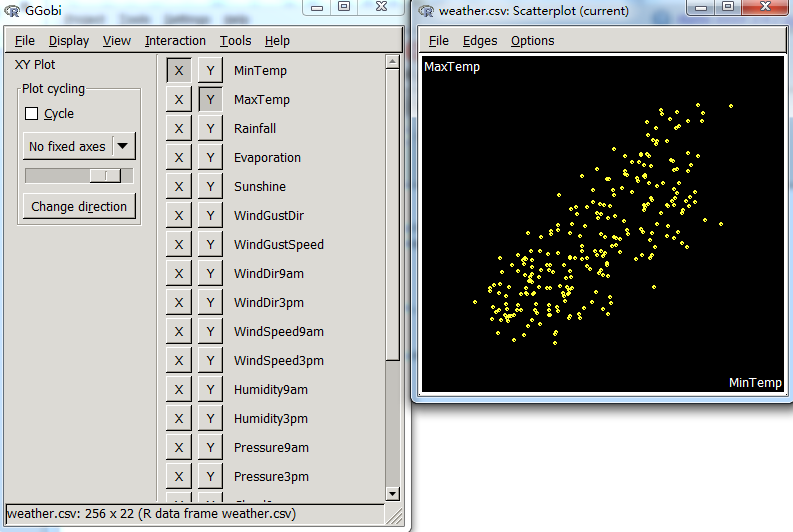 GGobi
File Display View Interaction Tools Help
XY Plot
Plot cycling
Cycle
No fixed axes
Change direction
X Y MinTemp
X Y MaxTemp
X Y Rainfall
X Y Evaporation
X Y Sunshine
X Y WindGustDir
X Y WindGustSpeed
X Y WindDir9am
X Y WindDir3pm
X Y WindSpeed9am
X Y WindSpeed3pm
X Y Humidity9am
X Y Humidity3pm
X Y Pressure9am
X Y Pressure3pm
weather.csv: 256 x 22 (R data frame weather.csv)
weather.csv: Scatterplot (current)
File Edges Options
MaxTemp
MinTemp